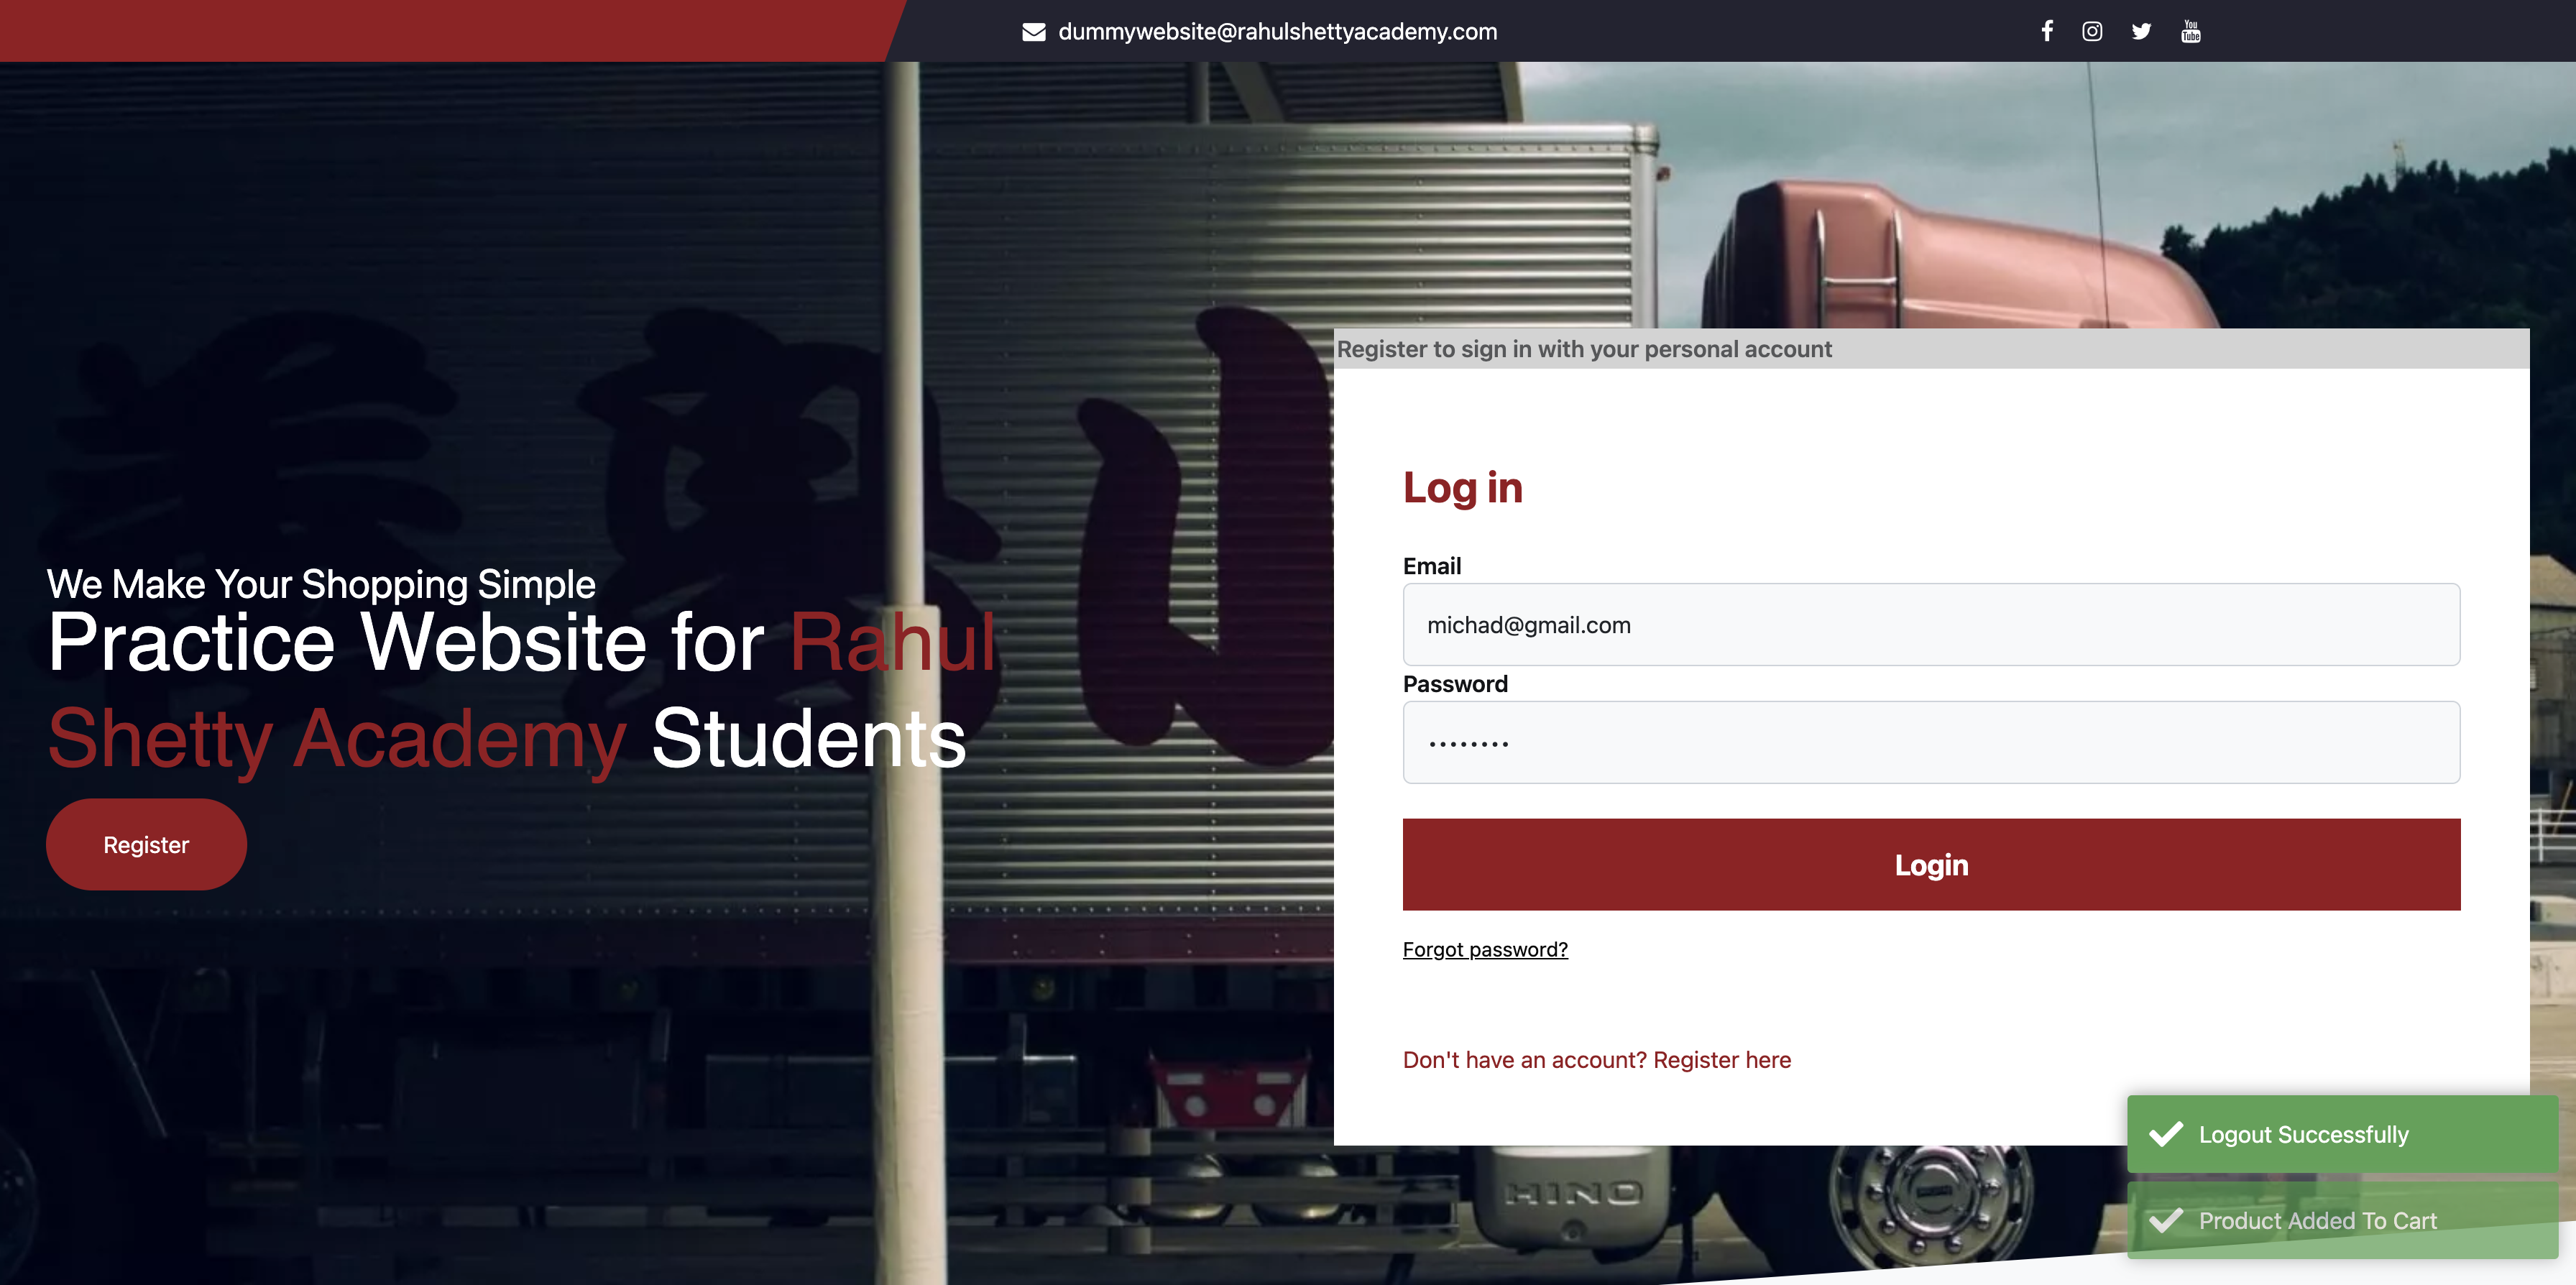 dummywebsite@rahulshettyacademy.com
You
Tube
We Make Your Shopping Simple
Practice Website for Rahul
Shetty Academy Students
Register
Register to sign in with your personal account
Log in
Email
michad@gmail.com
Password
Login
Forgot password?
Don't have an account? Register here
Logout Successfully
Product Added To Cart
HINO